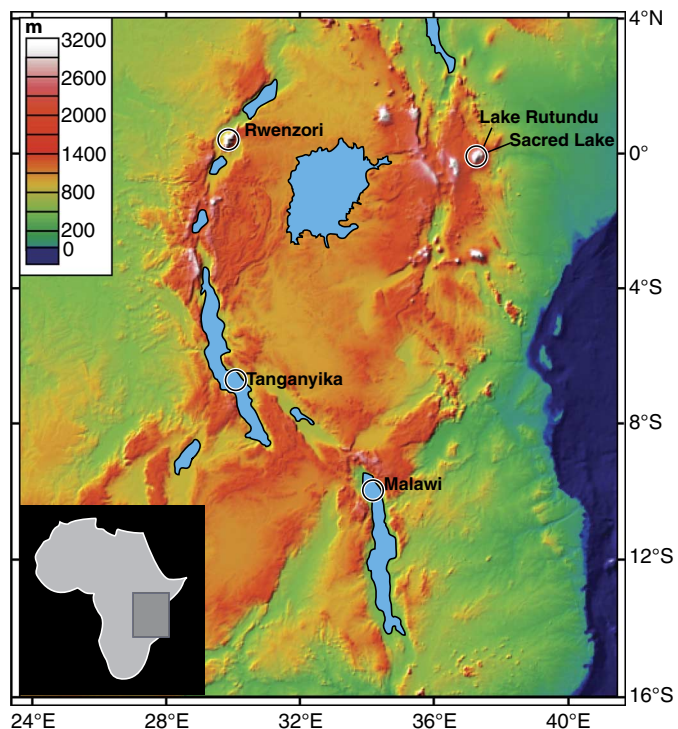 m
3200
2600
2000
1400
800
200
0
4°N
0°
4°S
8°S
12°S
16°S
Rwenzori
Lake Rutundu
Sacred Lake
Tanganyika
Malawi
24°E
28°E
32°E
36°E
40°E